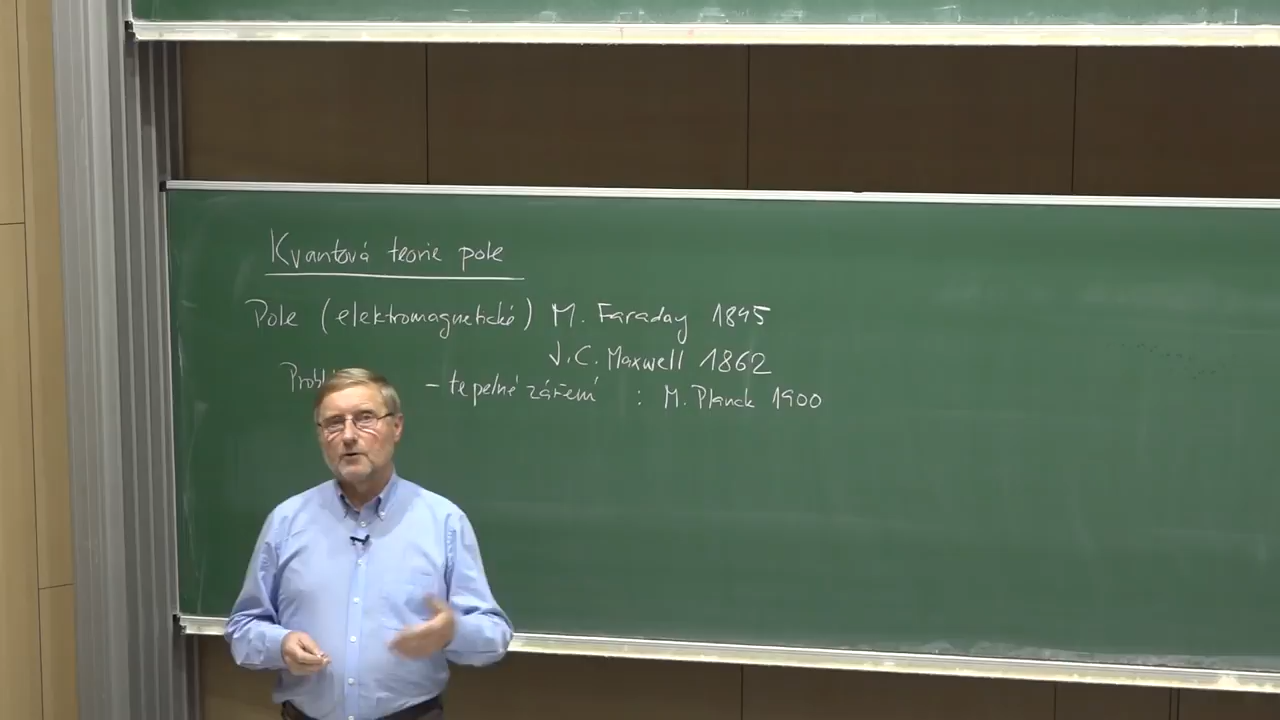 Kvantová teorie pole
Pole (elektromagnetické) M. Faraday 1845
J. C. Maxwell 1862
- tepelné záření : M. Planck 1900